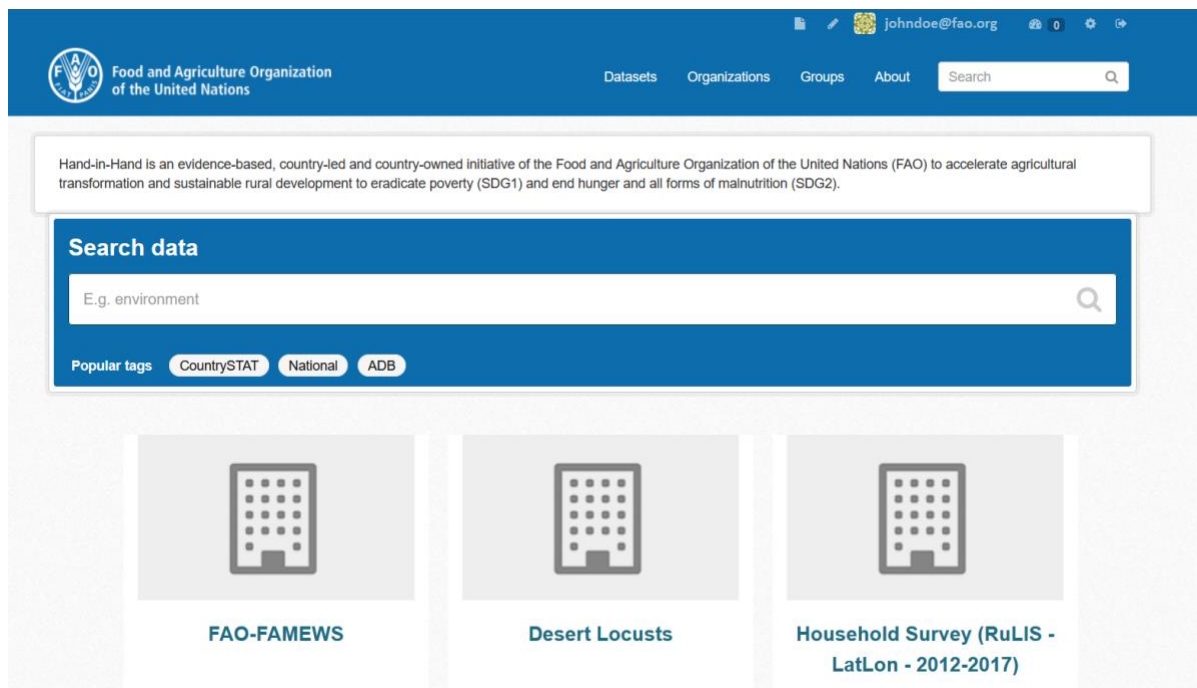 johndoe@fao.org 0
FIAT PANIS
F A O
Food and Agriculture Organization
of the United Nations
Datasets Organizations Groups About Search
Hand-in-Hand is an evidence-based, country-led and country-owned initiative of the Food and Agriculture Organization of the United Nations (FAO) to accelerate agricultural
transformation and sustainable rural development to eradicate poverty (SDG1) and end hunger and all forms of malnutrition (SDG2).
Search data
E.g. environment
Popular tags CountrySTAT National ADB
FAO-FAMEWS
Desert Locusts
Household Survey (RuLIS -
LatLon - 2012-2017)